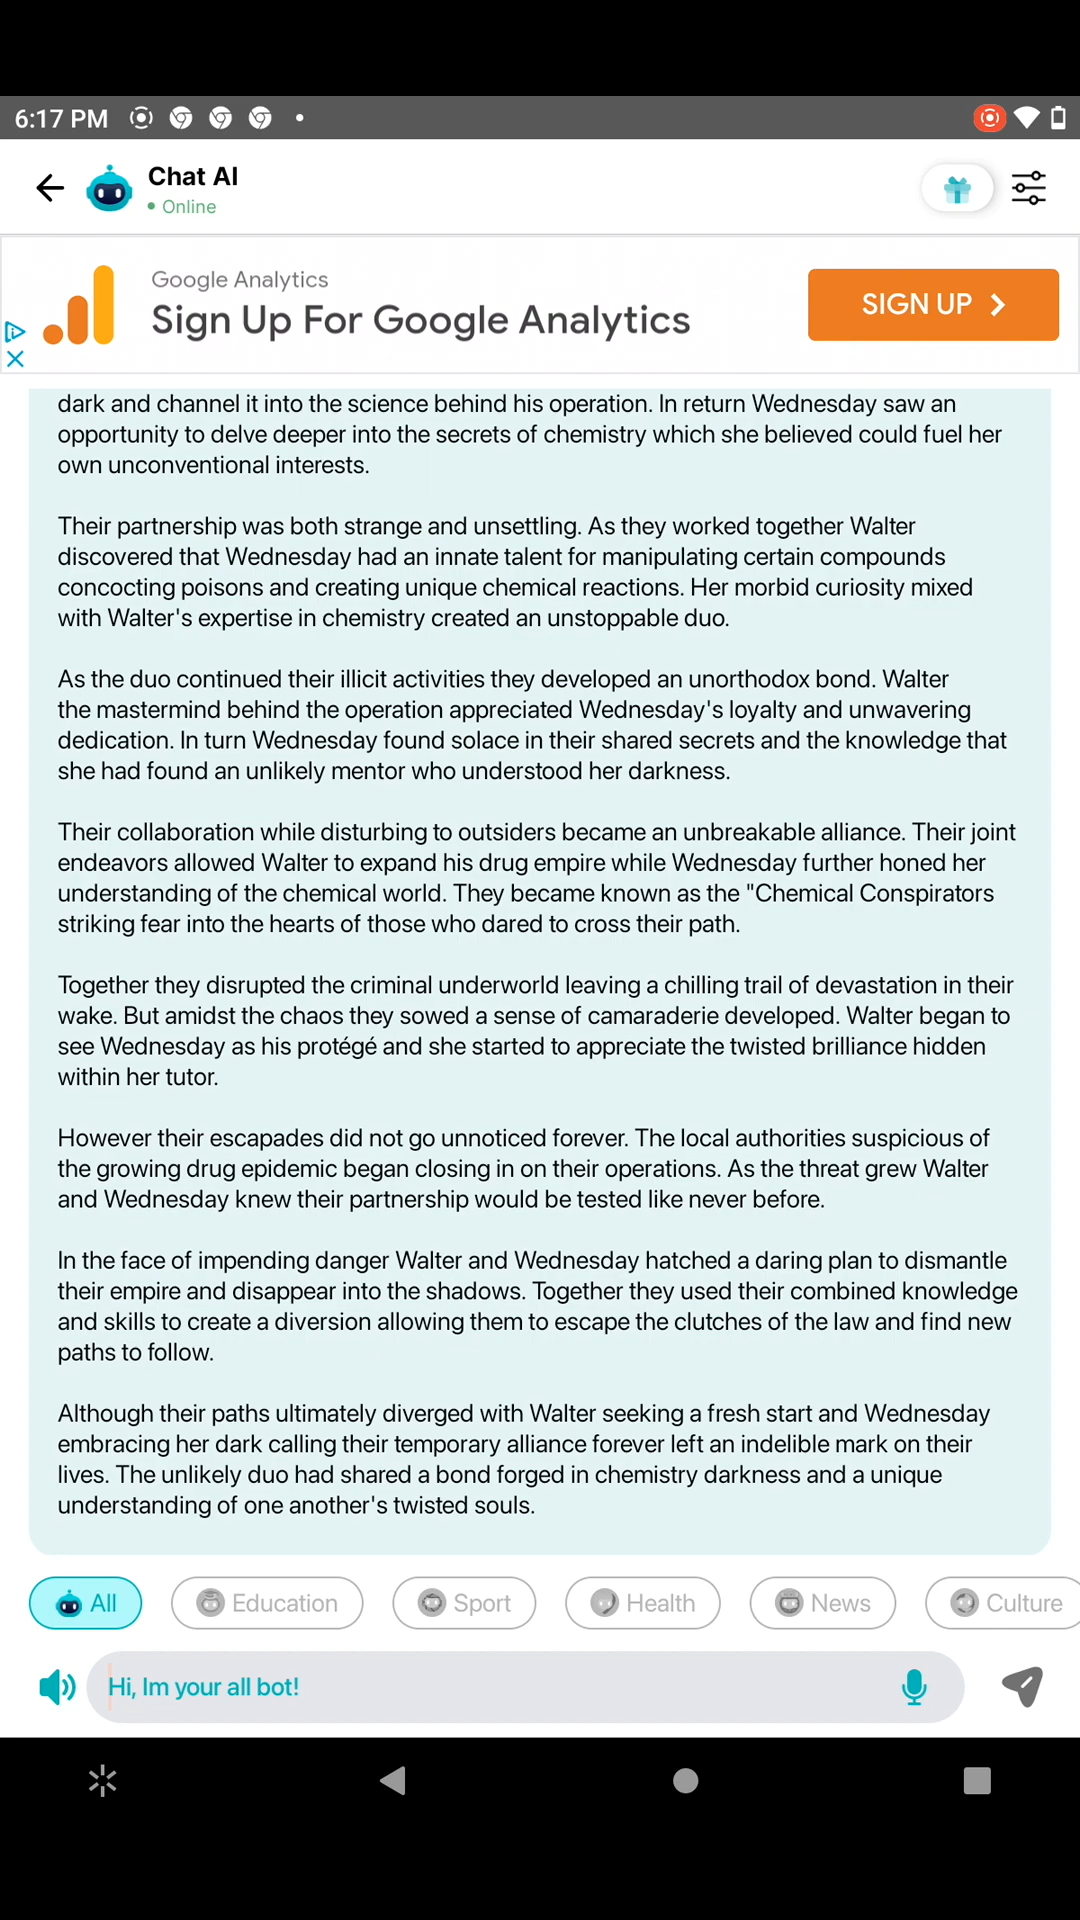 6:17 PM
Chat AI
Online
Google Analytics
Sign Up For Google Analytics
SIGN UP
dark and channel it into the science behind his operation. In return Wednesday saw an
opportunity to delve deeper into the secrets of chemistry which she believed could fuel her
own unconventional interests.
Their partnership was both strange and unsettling. As they worked together Walter
discovered that Wednesday had an innate talent for manipulating certain compounds
concocting poisons and creating unique chemical reactions. Her morbid curiosity mixed
with Walter's expertise in chemistry created an unstoppable duo.
As the duo continued their illicit activities they developed an unorthodox bond. Walter
the mastermind behind the operation appreciated Wednesday's loyalty and unwavering
dedication. In turn Wednesday found solace in their shared secrets and the knowledge that
she had found an unlikely mentor who understood her darkness.
Their collaboration while disturbing to outsiders became an unbreakable alliance. Their joint
endeavors allowed Walter to expand his drug empire while Wednesday further honed her
understanding of the chemical world. They became known as the "Chemical Conspirators
striking fear into the hearts of those who dared to cross their path.
Together they disrupted the criminal underworld leaving a chilling trail of devastation in their
wake. But amidst the chaos they sowed a sense of camaraderie developed. Walter began to
see Wednesday as his protégé and she started to appreciate the twisted brilliance hidden
within her tutor.
However their escapades did not go unnoticed forever. The local authorities suspicious of
the growing drug epidemic began closing in on their operations. As the threat grew Walter
and Wednesday knew their partnership would be tested like never before.
In the face of impending danger Walter and Wednesday hatched a daring plan to dismantle
their empire and disappear into the shadows. Together they used their combined knowledge
and skills to create a diversion allowing them to escape the clutches of the law and find new
paths to follow.
Although their paths ultimately diverged with Walter seeking a fresh start and Wednesday
embracing her dark calling their temporary alliance forever left an indelible mark on their
lives. The unlikely duo had shared a bond forged in chemistry darkness and a unique
understanding of one another's twisted souls.
All Education Sport Health News Culture
Hi, Im your all bot!